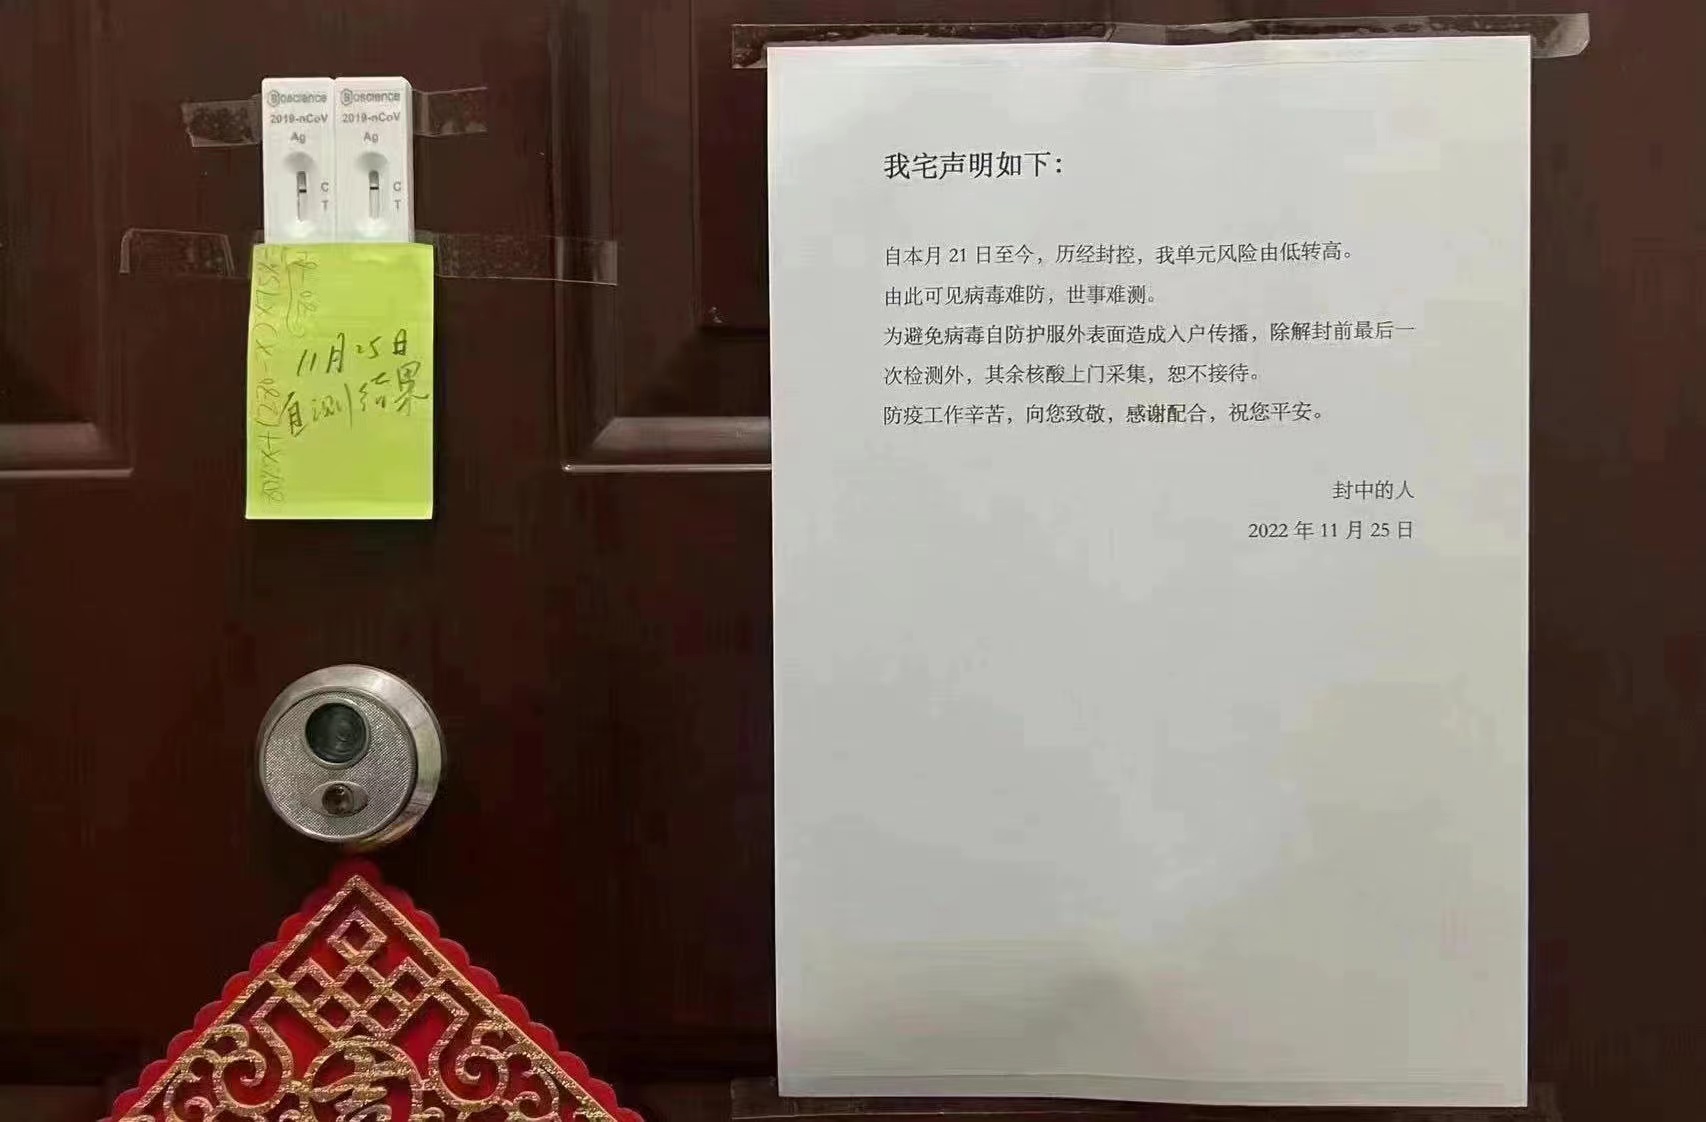 Bioscience Bioscience
2019-nCoV 2019-nCoV
Ag Ag
C C
T T
11月25日
自测结果
我宅声明如下：
自本月 21 日至今，历经封控，我单元风险由低转高。
由此可见病毒难防，世事难测。
为避免病毒自防护服外表面造成入户传播，除解封前最后一
次检测外，其余核酸上门采集，恕不接待。
防疫工作辛苦，向您致敬，感谢配合，祝您平安。
封中的人
2022 年 11 月 25 日